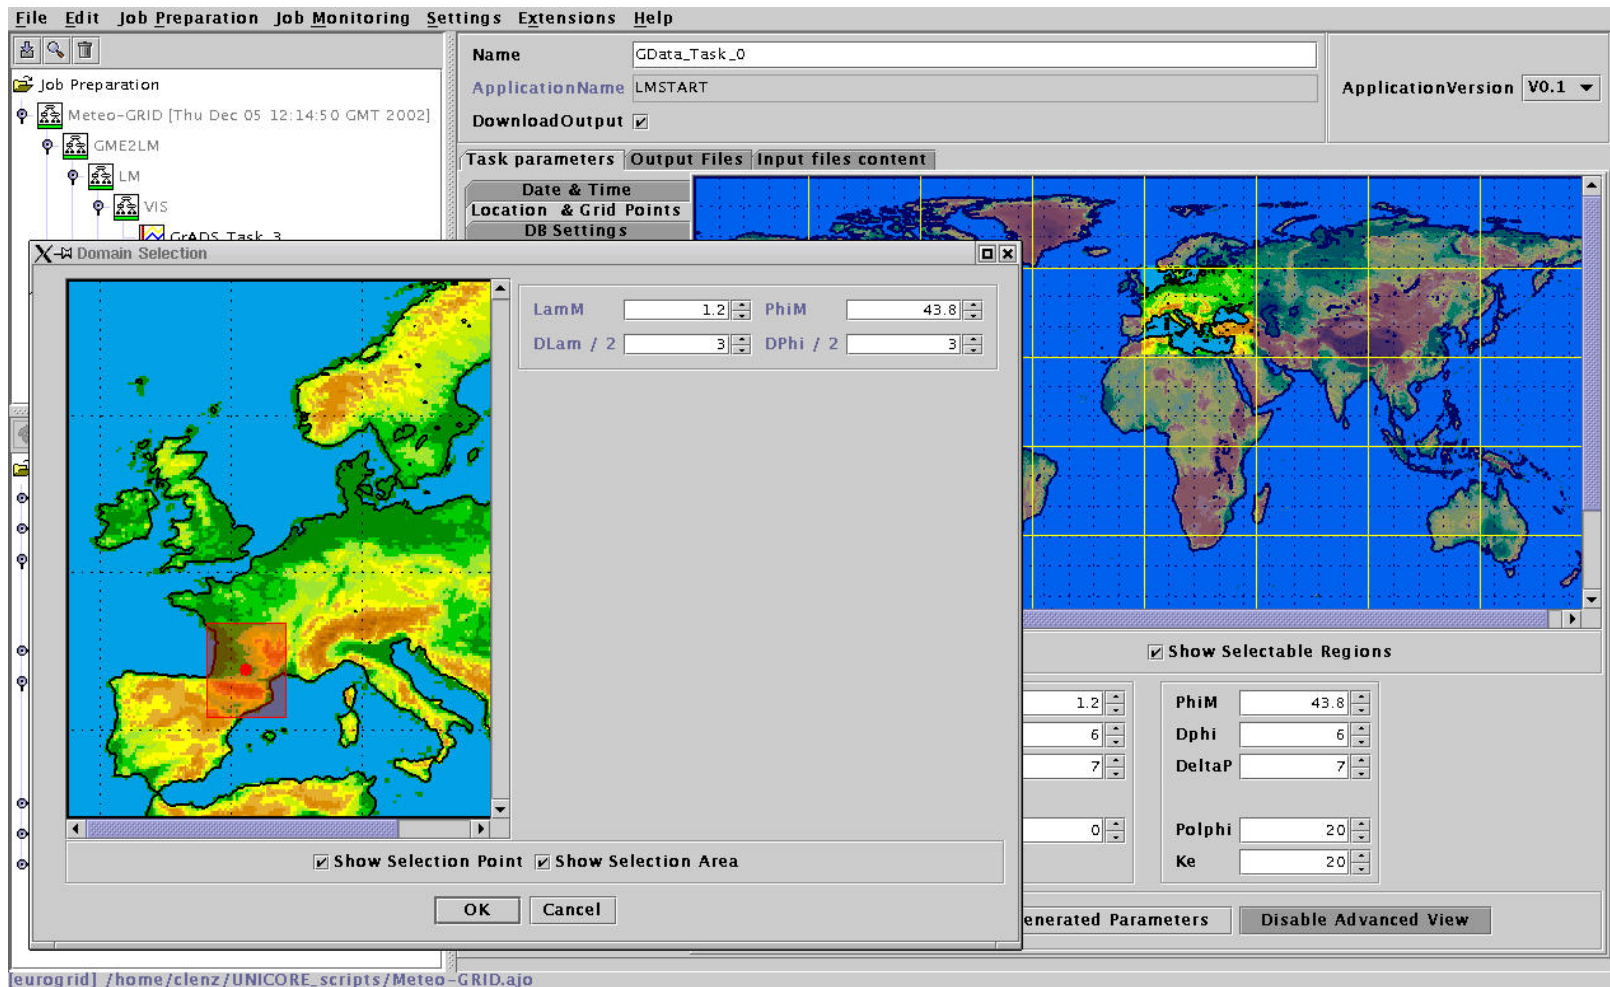 File Edit Job Preparation Job Monitoring Settings Extensions Help
Name GData_Task_0
ApplicationName LMSTART
ApplicationVersion V0.1
DownloadOutput
Job Preparation
Meteo-GRID [Thu Dec 05 12:14:50 GMT 2002]
GME2LM
LM
VIS
GrADS_Task_3
Task parameters Output Files Input files content
Date & Time
Location & Grid Points
DB Settings
Domain Selection
LamM 1.2 PhiM 43.8
DLam / 2 3 DPhi / 2 3
Show Selection Point Show Selection Area
OK Cancel
Show Selectable Regions
1.2 PhiM 43.8
6 Dphi 6
7 DeltaP 7
0 Polphi 20
Ke 20
enerated Parameters Disable Advanced View
[eurogrid] /home/clenz/UNICORE_scripts/Meteo-GRID.ajo